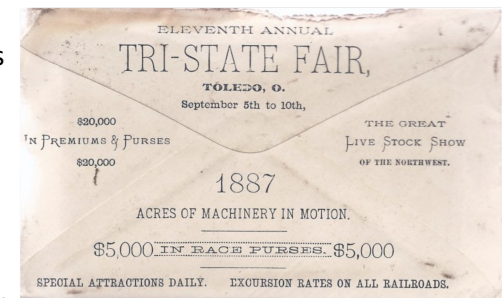 ELEVENTH ANNUAL
TRI-STATE FAIR,
TOLEDO, O.
September 5th to 10th,
$20,000
IN PREMIUMS & PURSES
$20,000
THE GREAT
LIVE STOCK SHOW
OF THE NORTHWEST.
1887
ACRES OF MACHINERY IN MOTION.
$5,000 IN RACE PURSES. $5,000
SPECIAL ATTRACTIONS DAILY. EXCURSION RATES ON ALL RAILROADS.